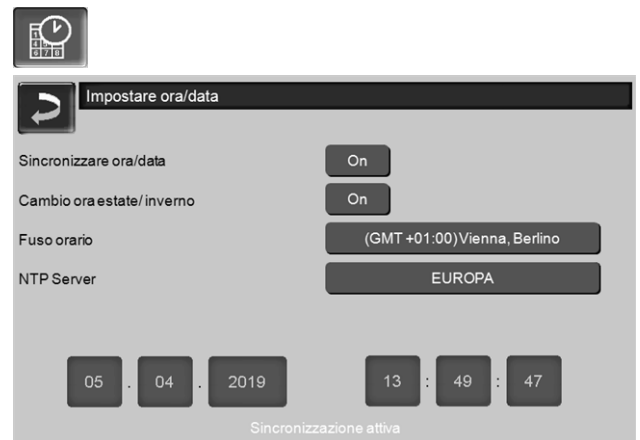 Impostare ora/data
Sincronizzare ora/data On
Cambio ora estate/inverno On
Fuso orario (GMT +01:00) Vienna, Berlino
NTP Server EUROPA
05 . 04 . 2019 13 : 49 : 47
Sincronizzazione attiva